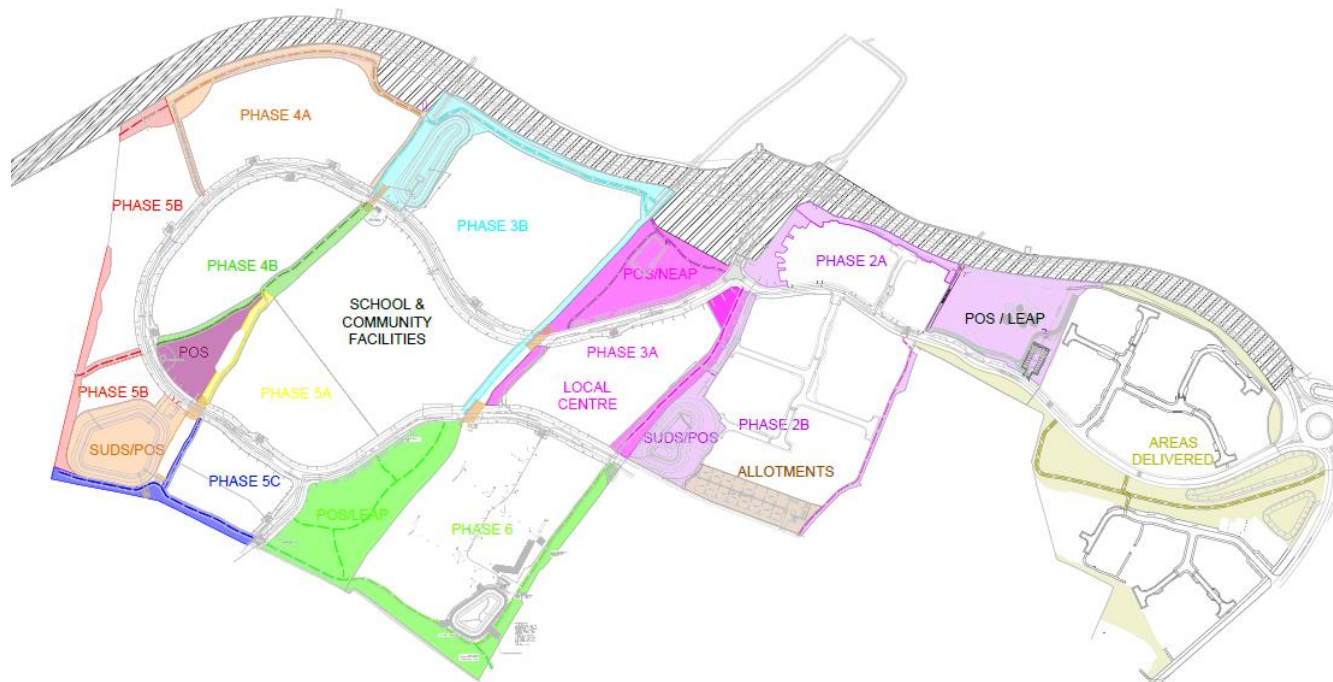 PHASE 4A
PHASE 5B
PHASE 3B
PHASE 4B
POS/NEAP
PHASE 2A
SCHOOL &
COMMUNITY
FACILITIES
POS / LEAP
POS
PHASE 3A
PHASE 5B
PHASE 5A
LOCAL
CENTRE
PHASE 2B
SUDS/POS
SUDS/POS
AREAS
DELIVERED
ALLOTMENTS
PHASE 5C
POS/LEAP
PHASE 6